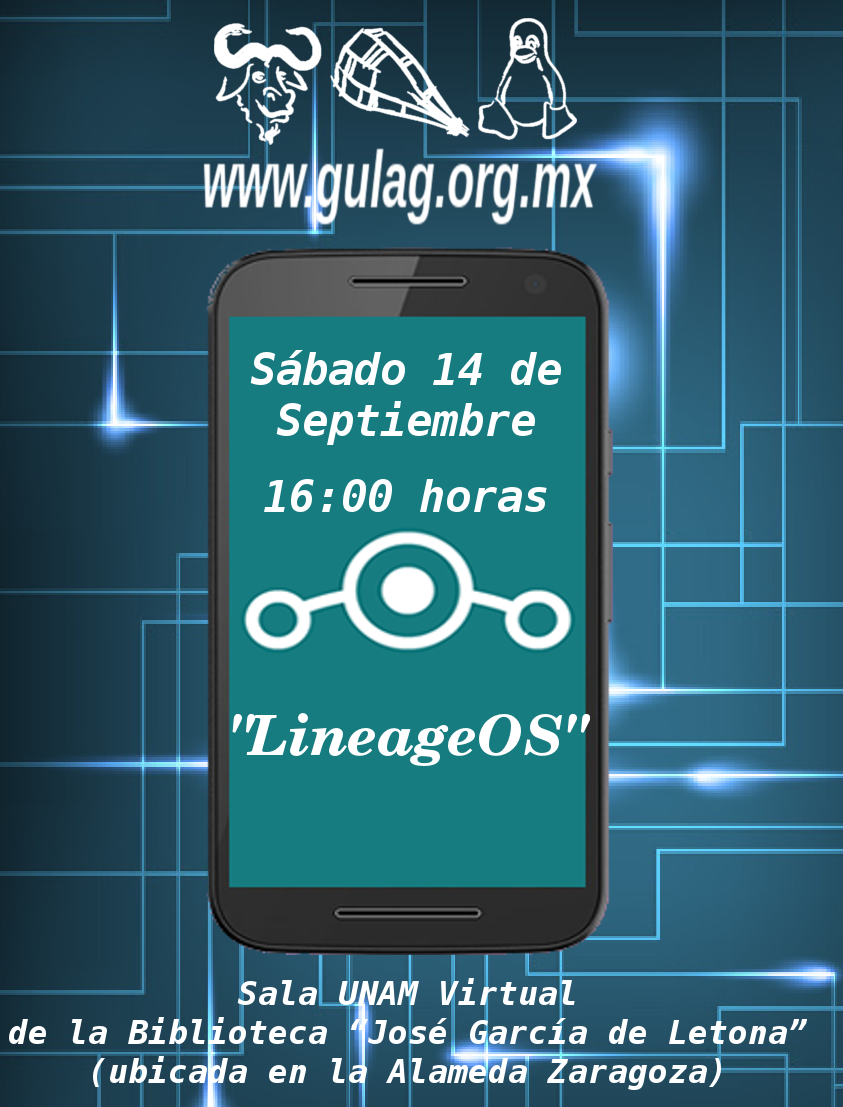 www.gulag.org.mx
Sábado 14 de
Septiembre
16:00 horas
"LineageOS"
Sala UNAM Virtual
de la Biblioteca “José García de Letona”
(ubicada en la Alameda Zaragoza)